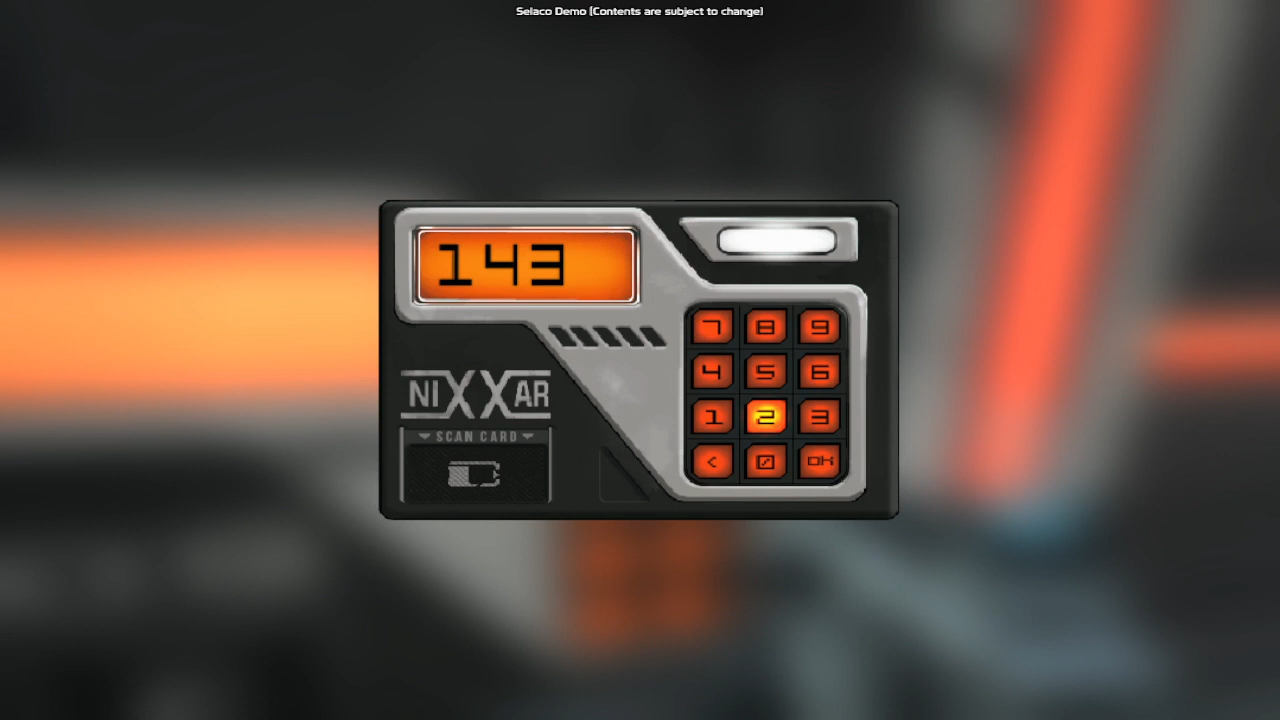 Selaco Demo [Contents are subject to change]
143
7 8 9
4 5 6
1 2 3
< 0 OK
NIXXAR
SCAN CARD